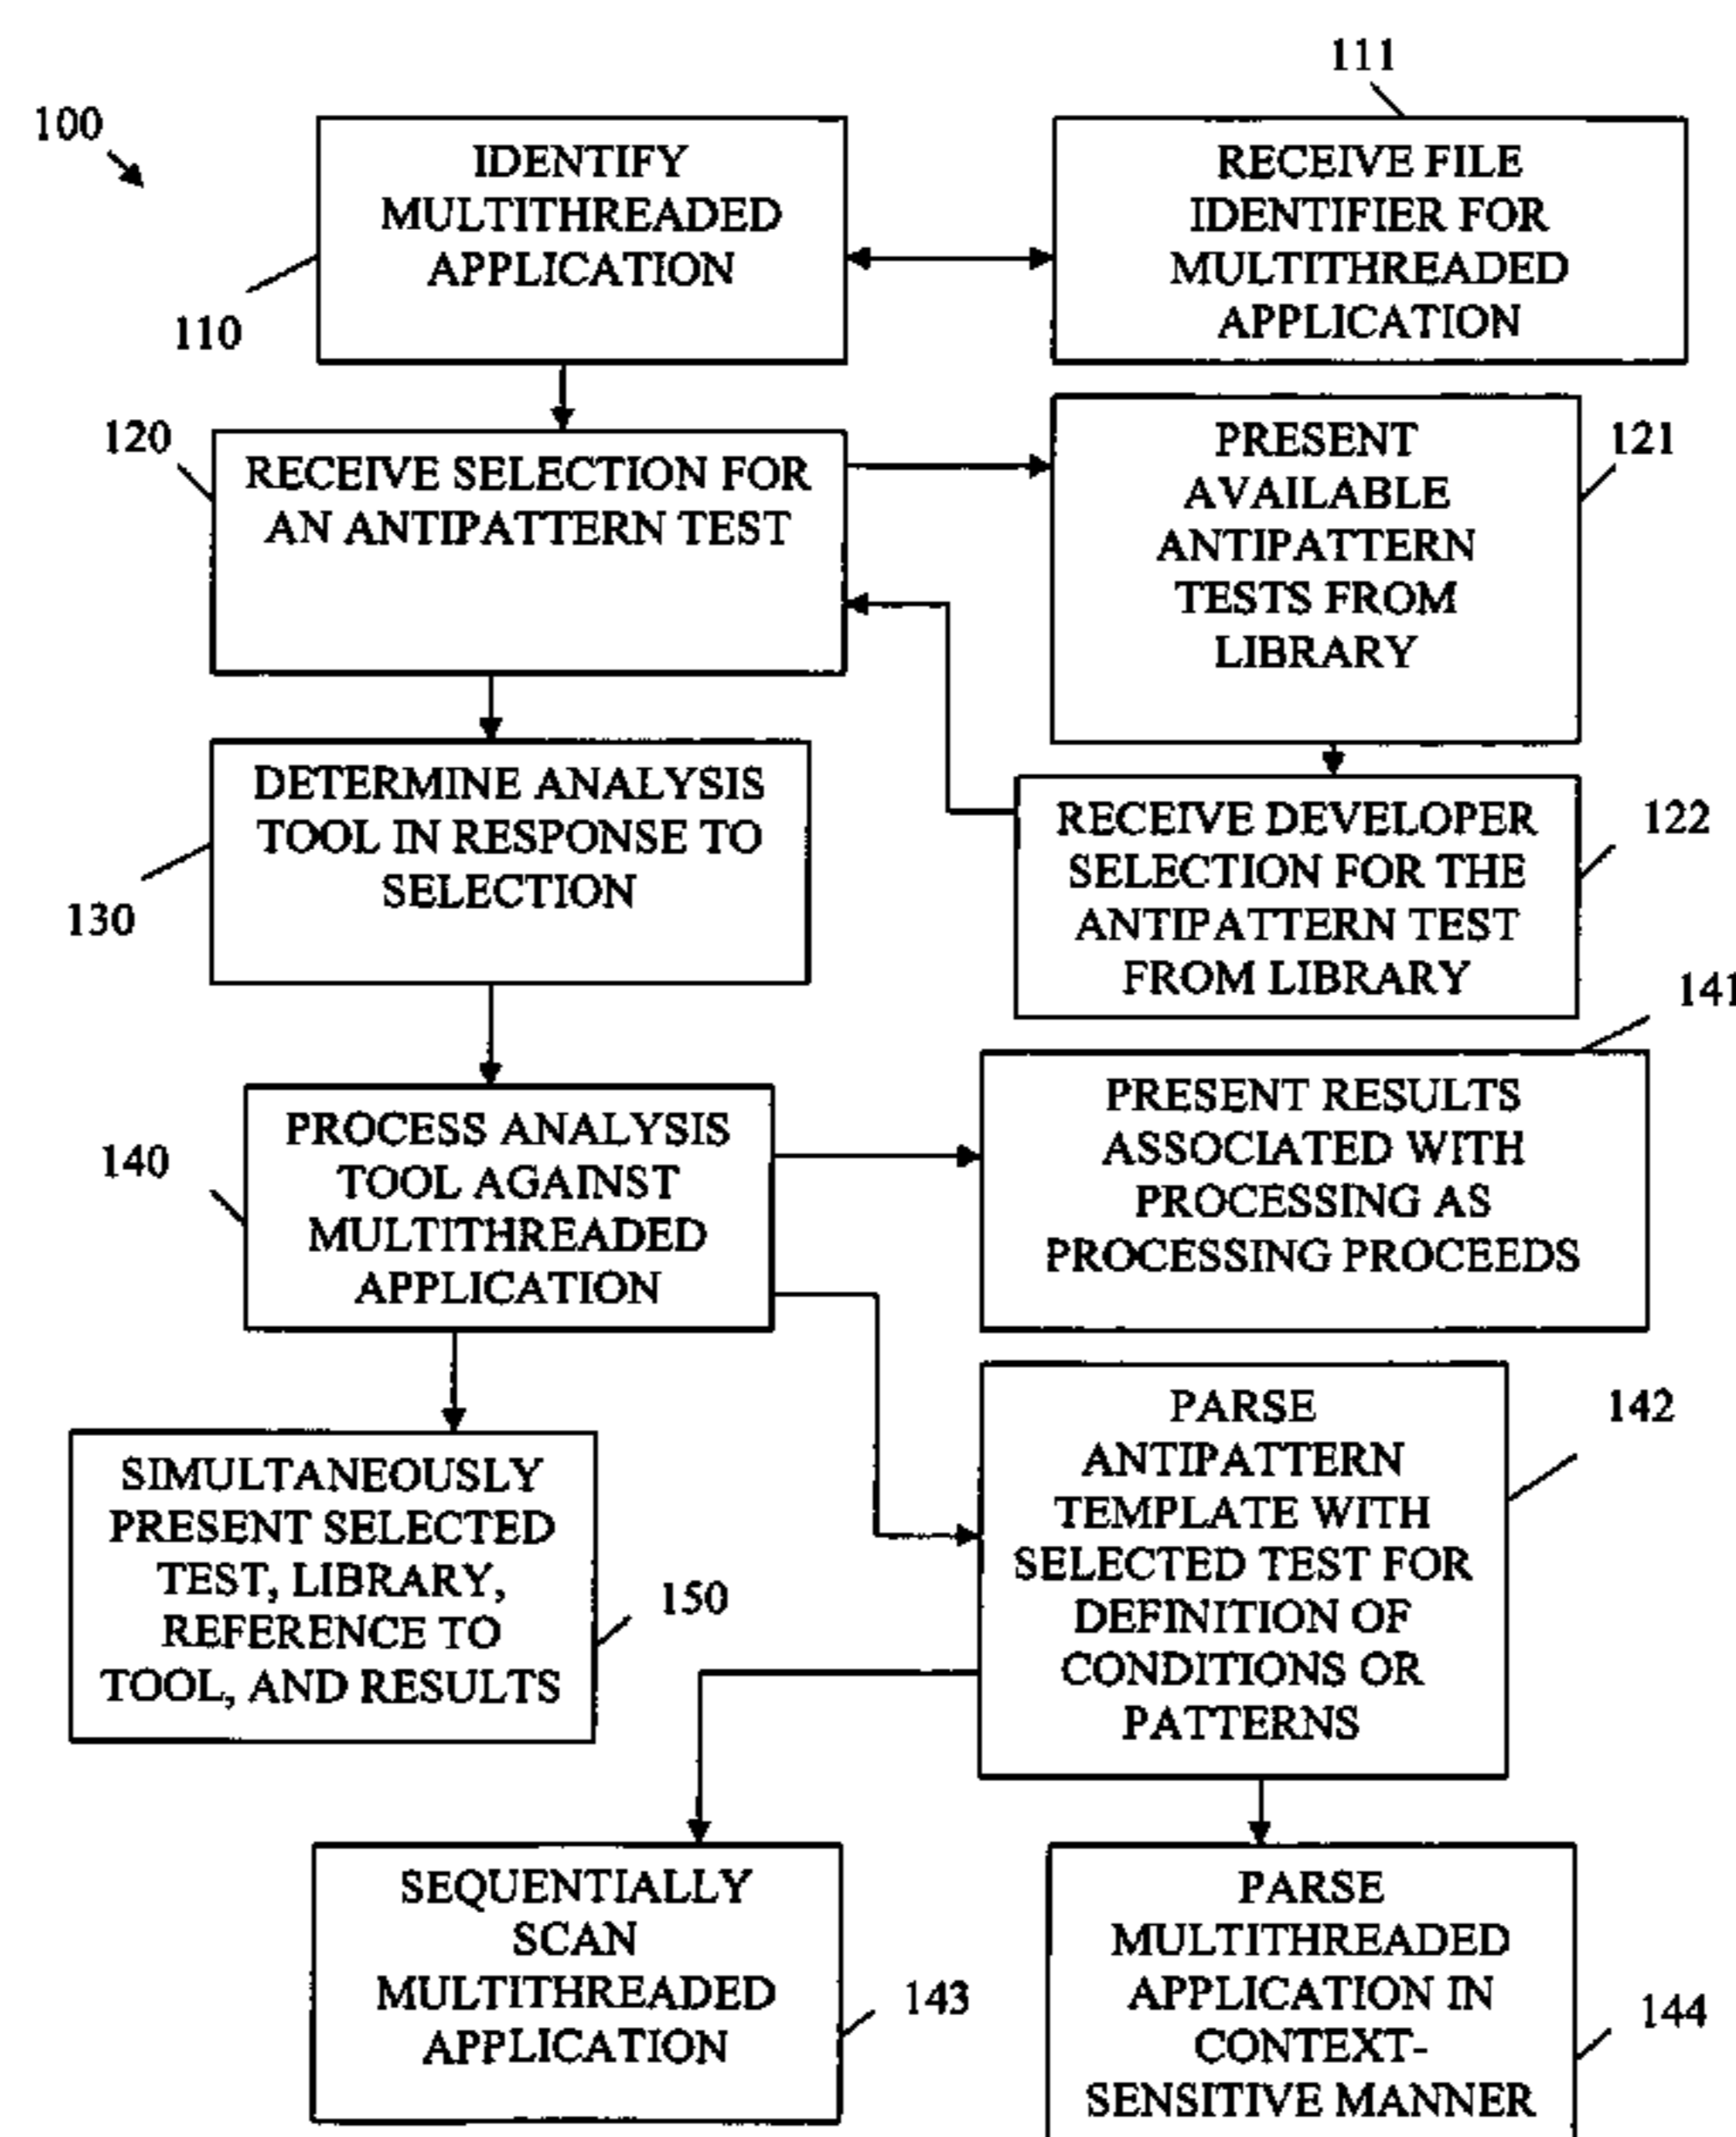 111
100
IDENTIFY
MULTITHREADED
APPLICATION
110
RECEIVE FILE
IDENTIFIER FOR
MULTITHREADED
APPLICATION
120
RECEIVE SELECTION FOR
AN ANTIPATTERN TEST
PRESENT
AVAILABLE
ANTIPATTERN
TESTS FROM
LIBRARY
121
DETERMINE ANALYSIS
TOOL IN RESPONSE TO
SELECTION
130
RECEIVE DEVELOPER
SELECTION FOR THE
ANTIPATTERN TEST
FROM LIBRARY
122
141
140
PROCESS ANALYSIS
TOOL AGAINST
MULTITHREADED
APPLICATION
PRESENT RESULTS
ASSOCIATED WITH
PROCESSING AS
PROCESSING PROCEEDS
SIMULTANEOUSLY
PRESENT SELECTED
TEST, LIBRARY,
REFERENCE TO
TOOL, AND RESULTS
150
PARSE
ANTIPATTERN
TEMPLATE WITH
SELECTED TEST FOR
DEFINITION OF
CONDITIONS OR
PATTERNS
142
SEQUENTIALLY
SCAN
MULTITHREADED
APPLICATION
143
PARSE
MULTITHREADED
APPLICATION IN
CONTEXT-
SENSITIVE MANNER
144